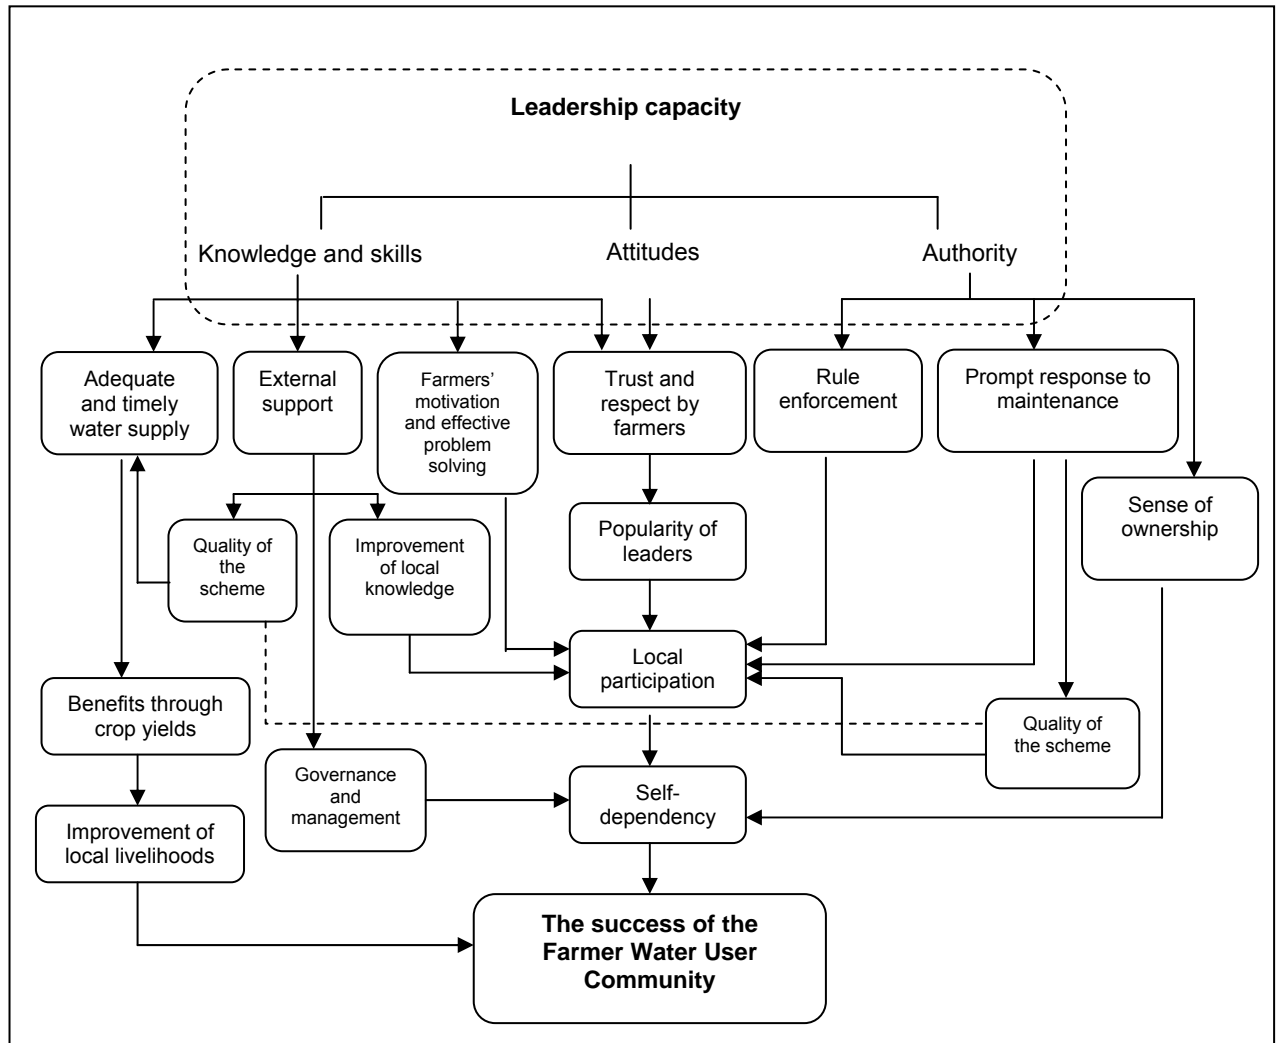 Leadership capacity
Knowledge and skills
Attitudes
Authority
Adequate
and timely
water supply
External
support
Farmers’
motivation
and effective
problem
solving
Trust and
respect by
farmers
Rule
enforcement
Prompt response to
maintenance
Sense of
ownership
Quality of
the
scheme
Improvement
of local
knowledge
Popularity of
leaders
Local
participation
Benefits through
crop yields
Quality of
the scheme
Governance
and
management
Self-
dependency
Improvement of
local livelihoods
The success of the
Farmer Water User
Community